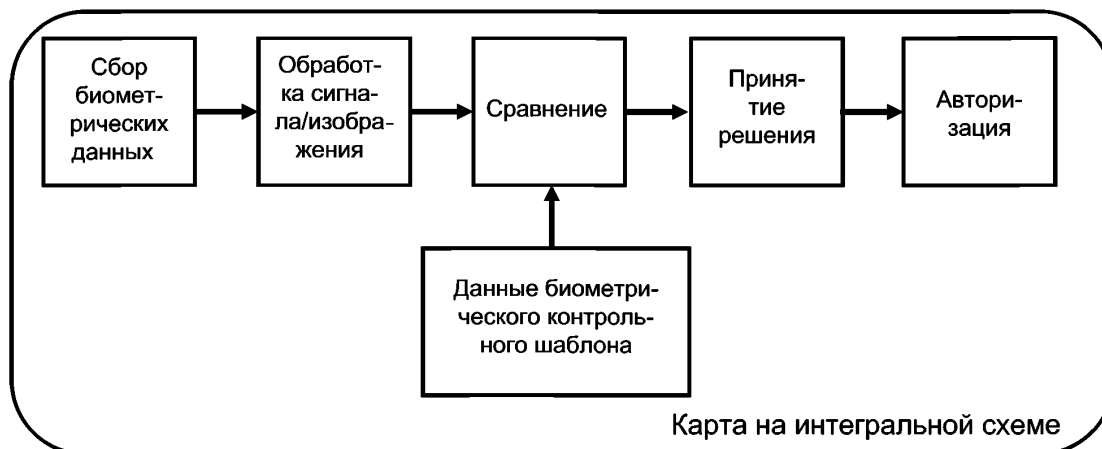 Сбор
биомет-
рических
данных
Обработ-
ка сигна-
ла/изобра-
жения
Сравнение
Приня-
тие
решения
Автори-
зация
Данные биометри-
ческого контроль-
ного шаблона
Карта на интегральной схеме